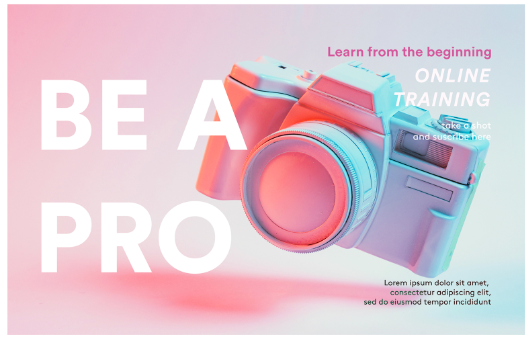 Learn from the beginning
BE A
ONLINE
TRAINING
take a shot
and suscribe here
PRO
Lorem ipsum dolor sit amet,
consectetur adipiscing elit,
sed do eiusmod tempor incididunt